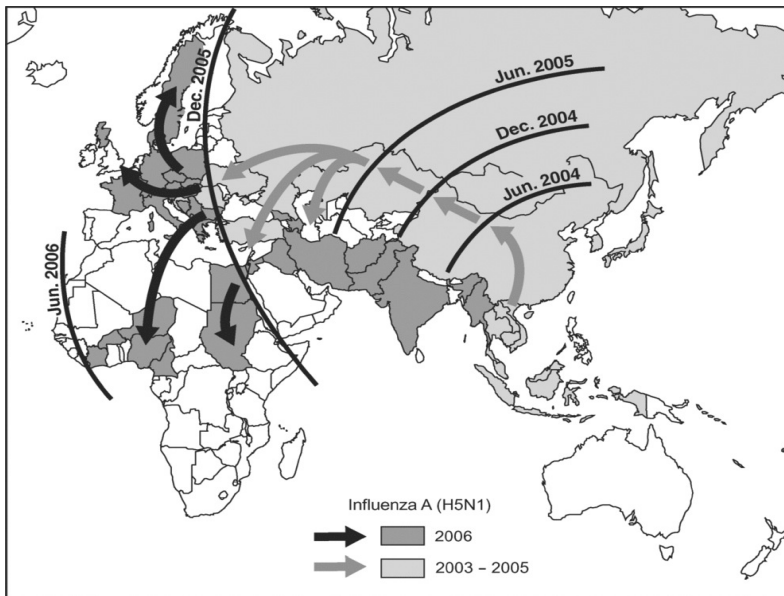 Dec. 2005
Jun. 2005
Dec. 2004
Jun. 2004
Jun. 2006
Influenza A (H5N1)
2006
2003 – 2005